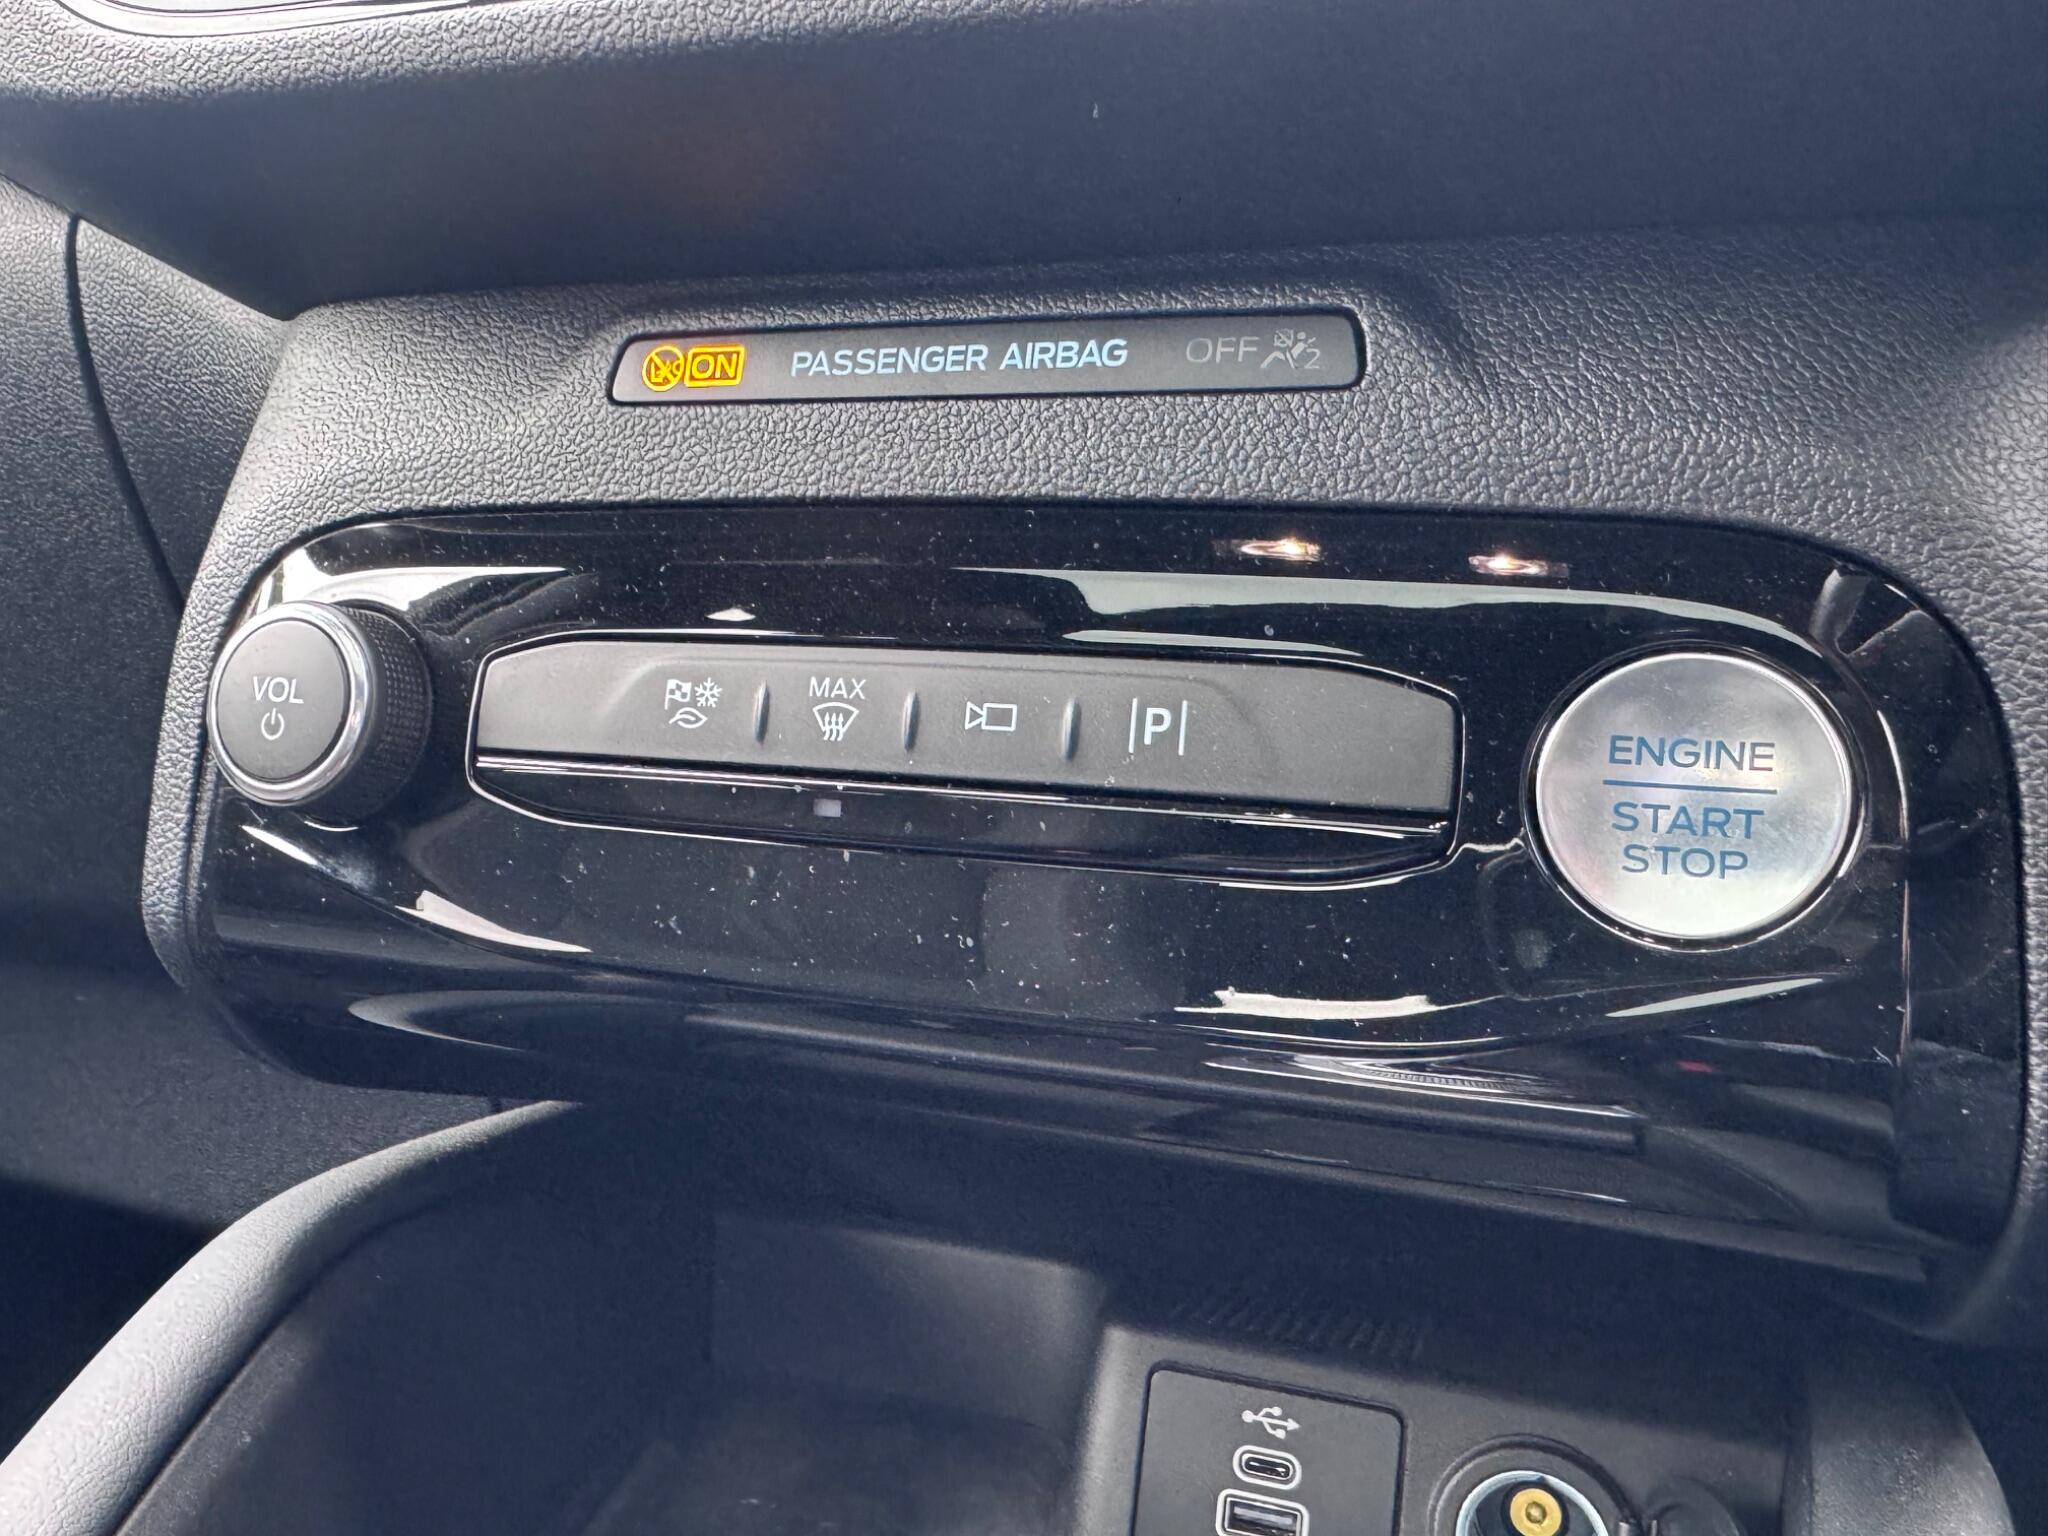 ON PASSENGER AIRBAG OFF 2
VOL
MAX
P
ENGINE
START
STOP